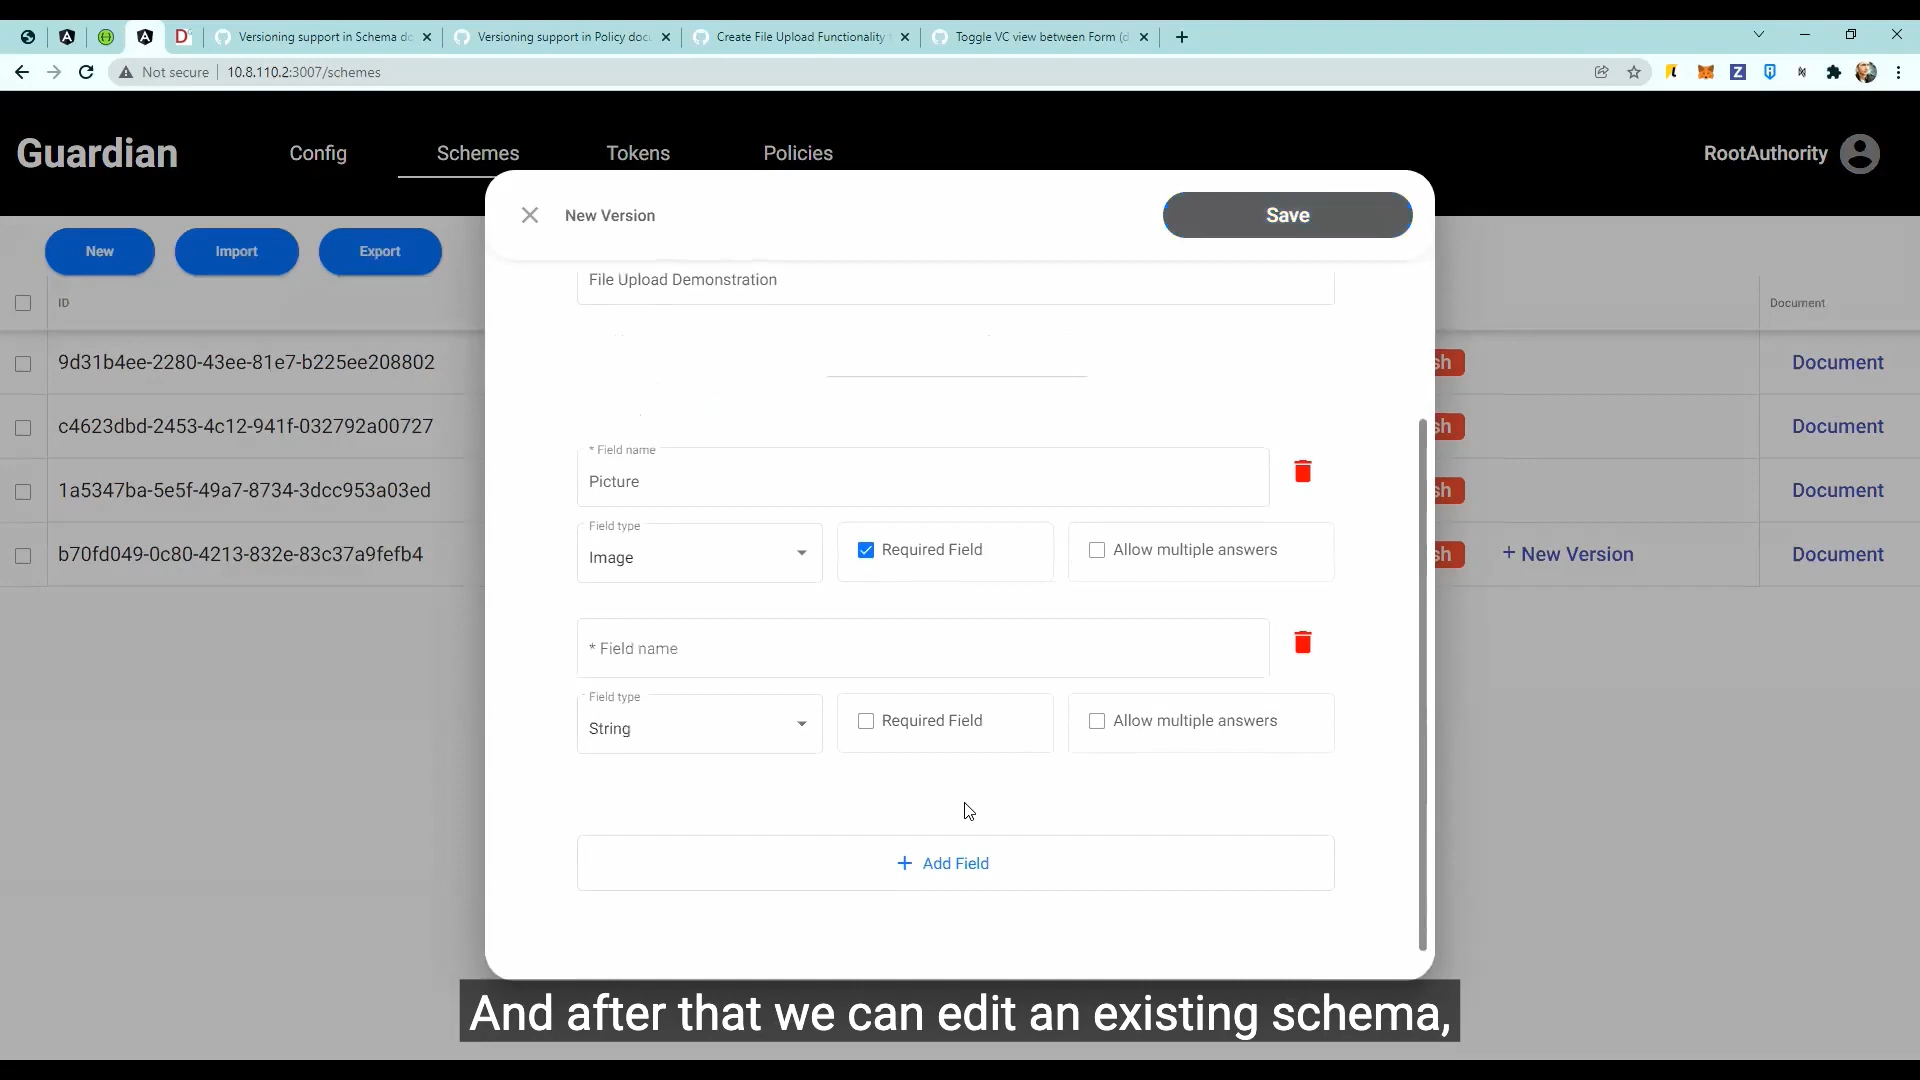 Versioning support in Schema do
Versioning support in Policy docu
Create File Upload Functionality
Toggle VC view between Form (d
Not secure
10.8.110.2:3007/schemes
Guardian
Config
Schemes
Tokens
Policies
RootAuthority
New Version
Save
New
Import
Export
File Upload Demonstration
ID
Document
9d31b4ee-2280-43ee-81e7-b225ee208802
sh
Document
c4623dbd-2453-4c12-941f-032792a00727
sh
Document
* Field name
Picture
1a5347ba-5e5f-49a7-8734-3dcc953a03ed
sh
Document
Field type
Image
Required Field
Allow multiple answers
b70fd049-0c80-4213-832e-83c37a9fefb4
sh
+ New Version
Document
* Field name
Field type
String
Required Field
Allow multiple answers
+ Add Field
And after that we can edit an existing schema,